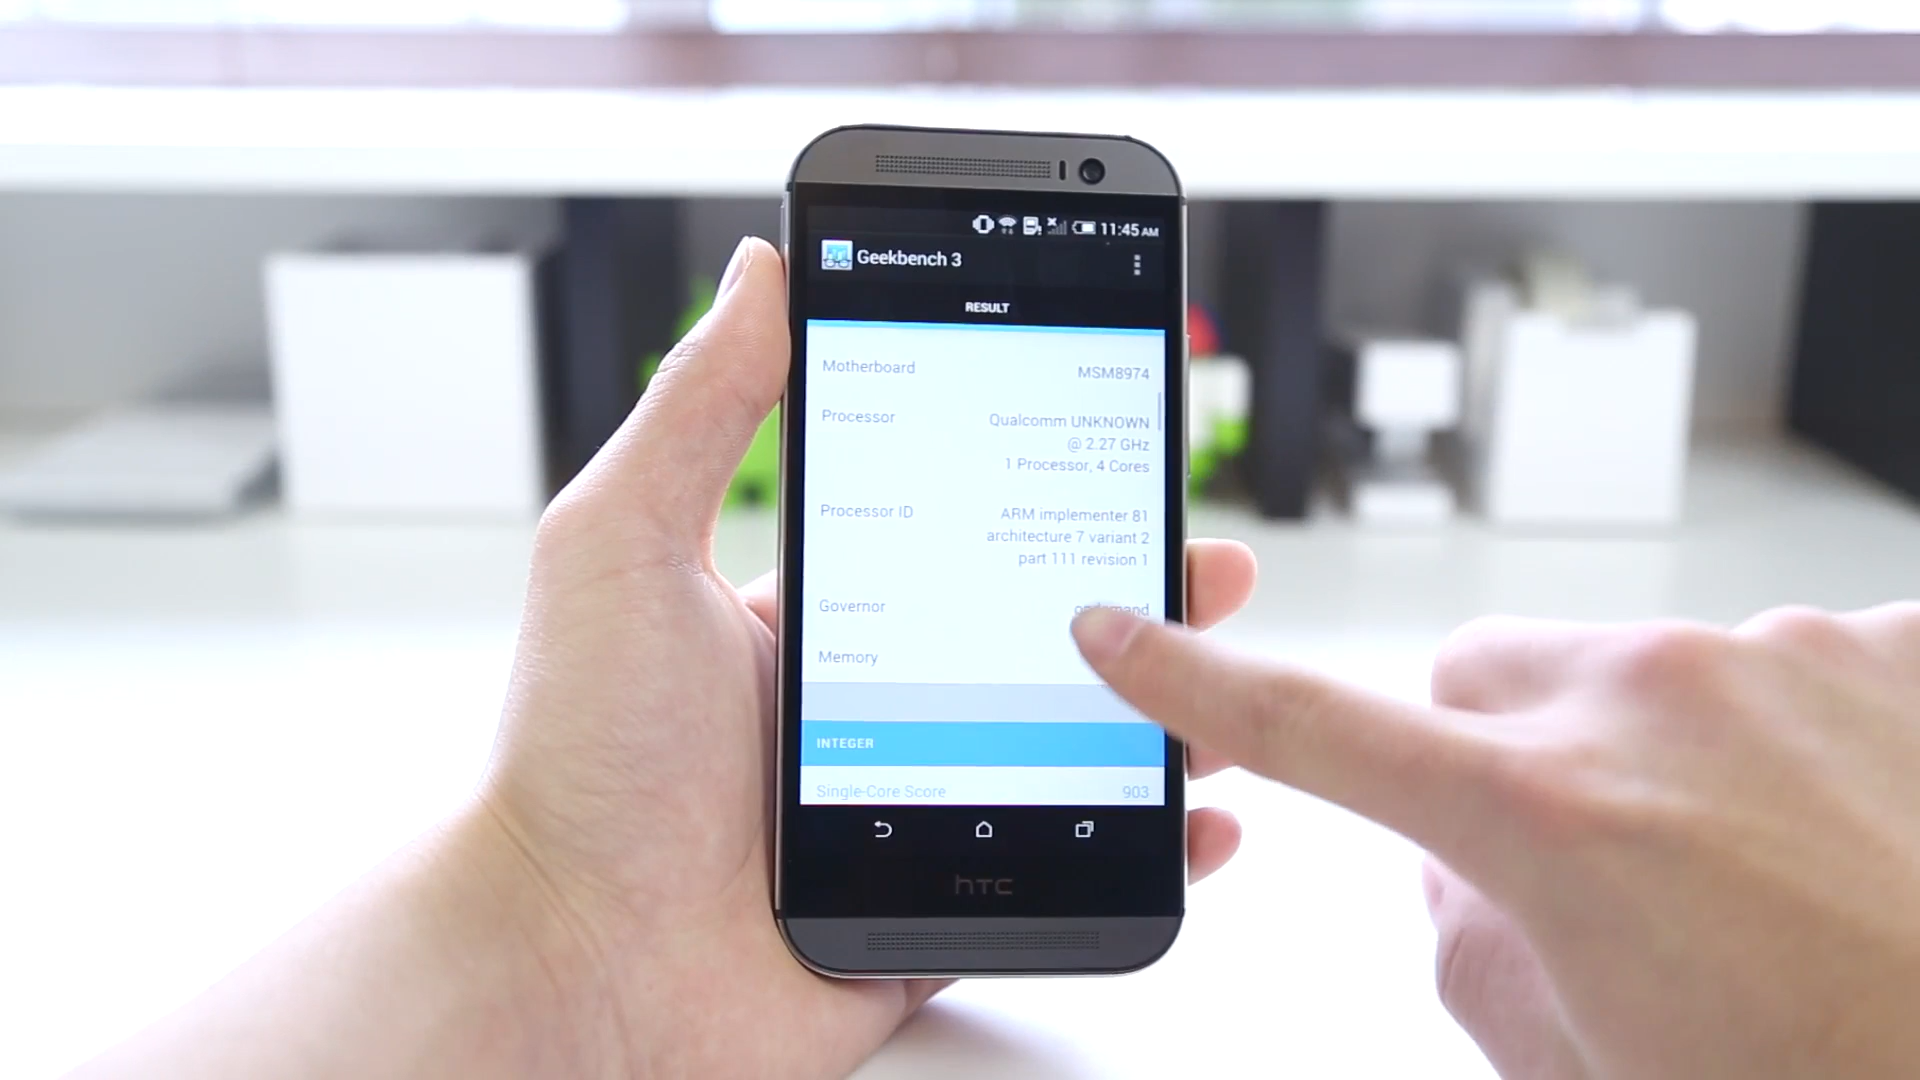 11:45 AM
Geekbench 3
RESULT
Motherboard MSM8974
Processor Qualcomm UNKNOWN
@ 2.27 GHz
1 Processor, 4 Cores
Processor ID ARM implementer 81
architecture 7 variant 2
part 111 revision 1
Governor
Memory
INTEGER
Single-Core Score 903
hTC